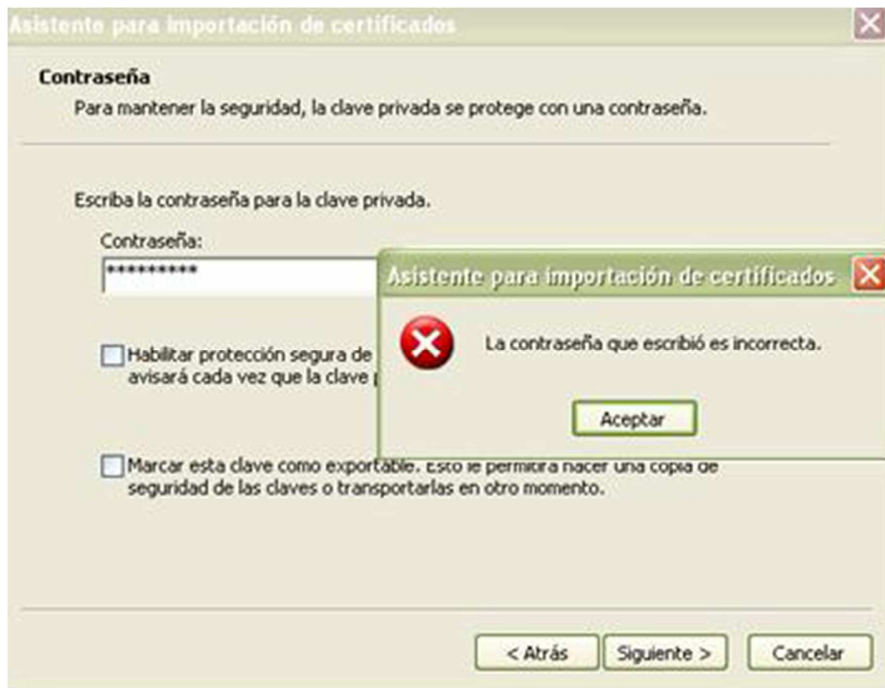 Asistente para importación de certificados
Contraseña
Para mantener la seguridad, la clave privada se protege con una contraseña.
Escriba la contraseña para la clave privada.
Contraseña:
*********
Asistente para importación de certificados
La contraseña que escribió es incorrecta.
Aceptar
Habilitar protección segura de
avisará cada vez que la clave
Marcar esta clave como exportable. Esto le permitirá hacer una copia de
seguridad de las claves o transportarlas en otro momento.
< Atrás
Siguiente >
Cancelar